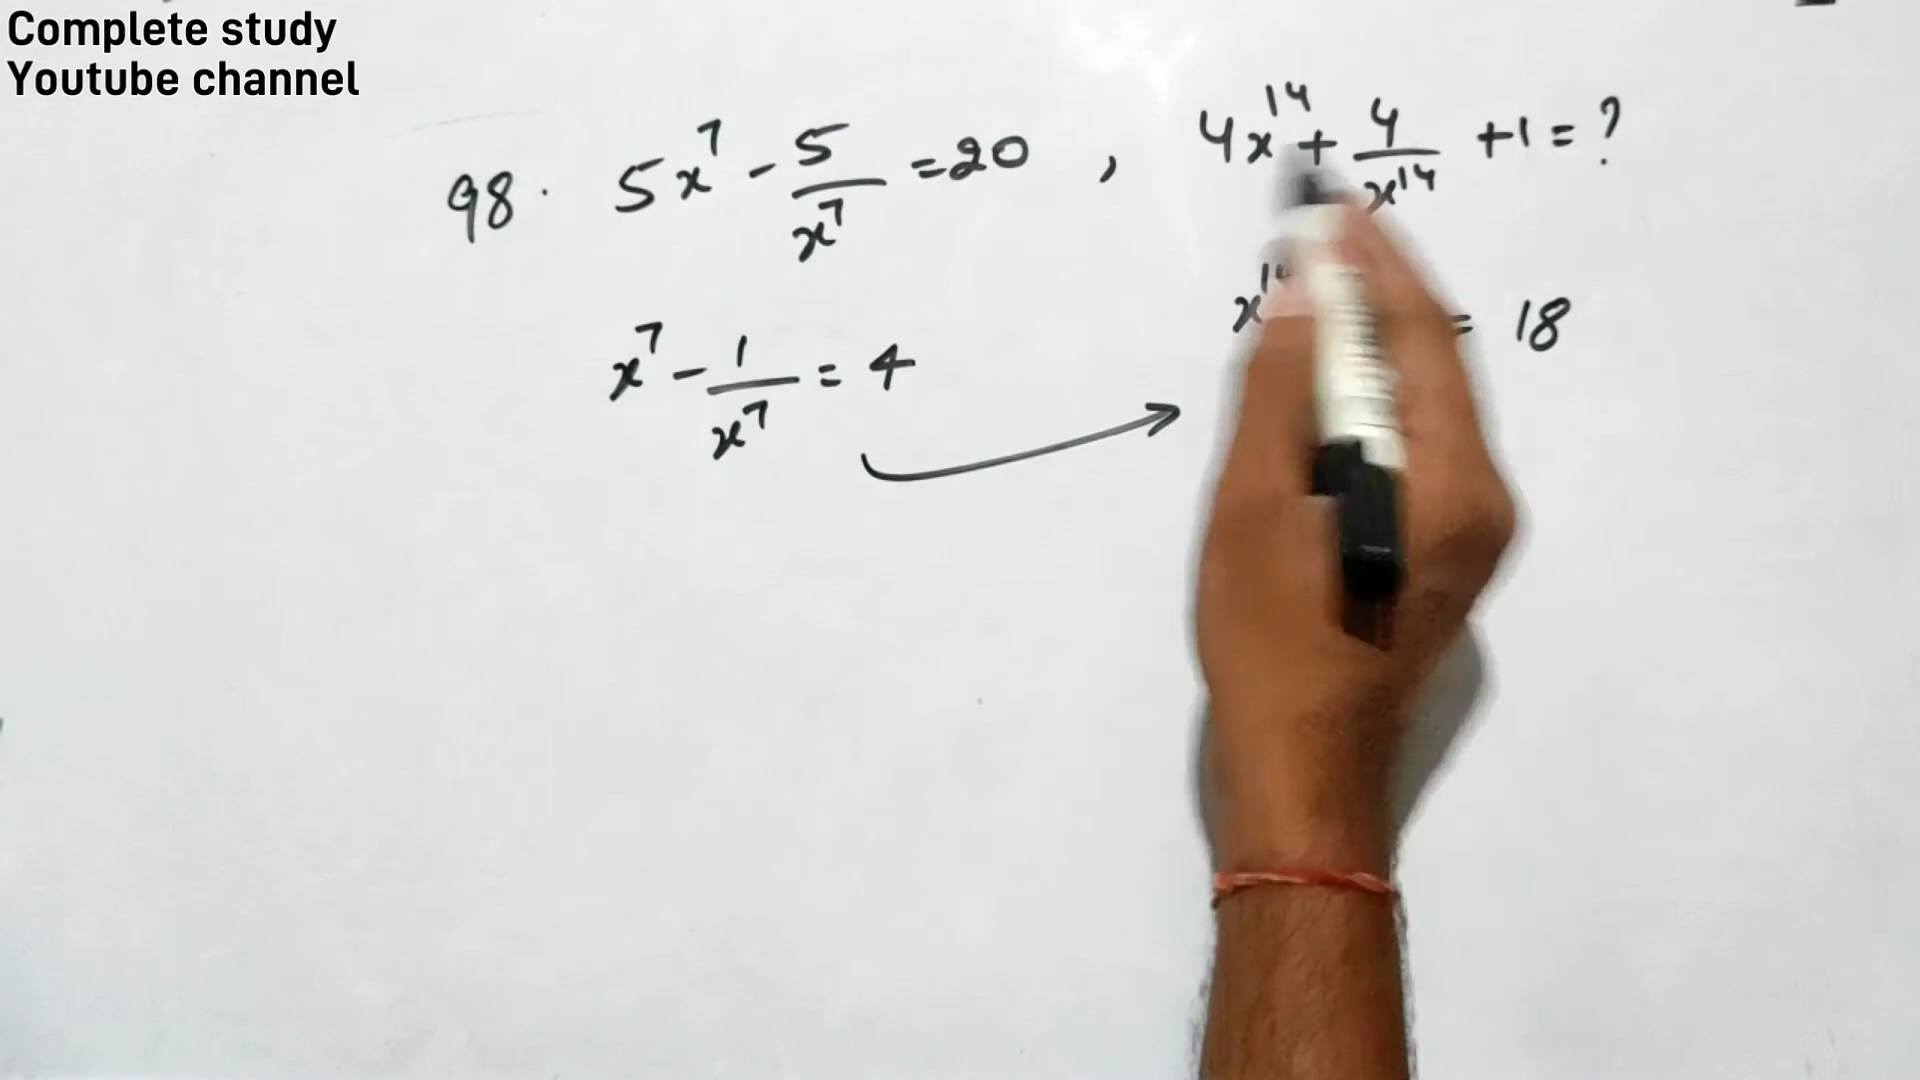 Complete study
Youtube channel
98. 5x⁷ - 5/x⁷ = 20 , 4x¹⁴ + 4/x¹⁴ + 1 = ?
x⁷ - 1/x⁷ = 4
x = 18